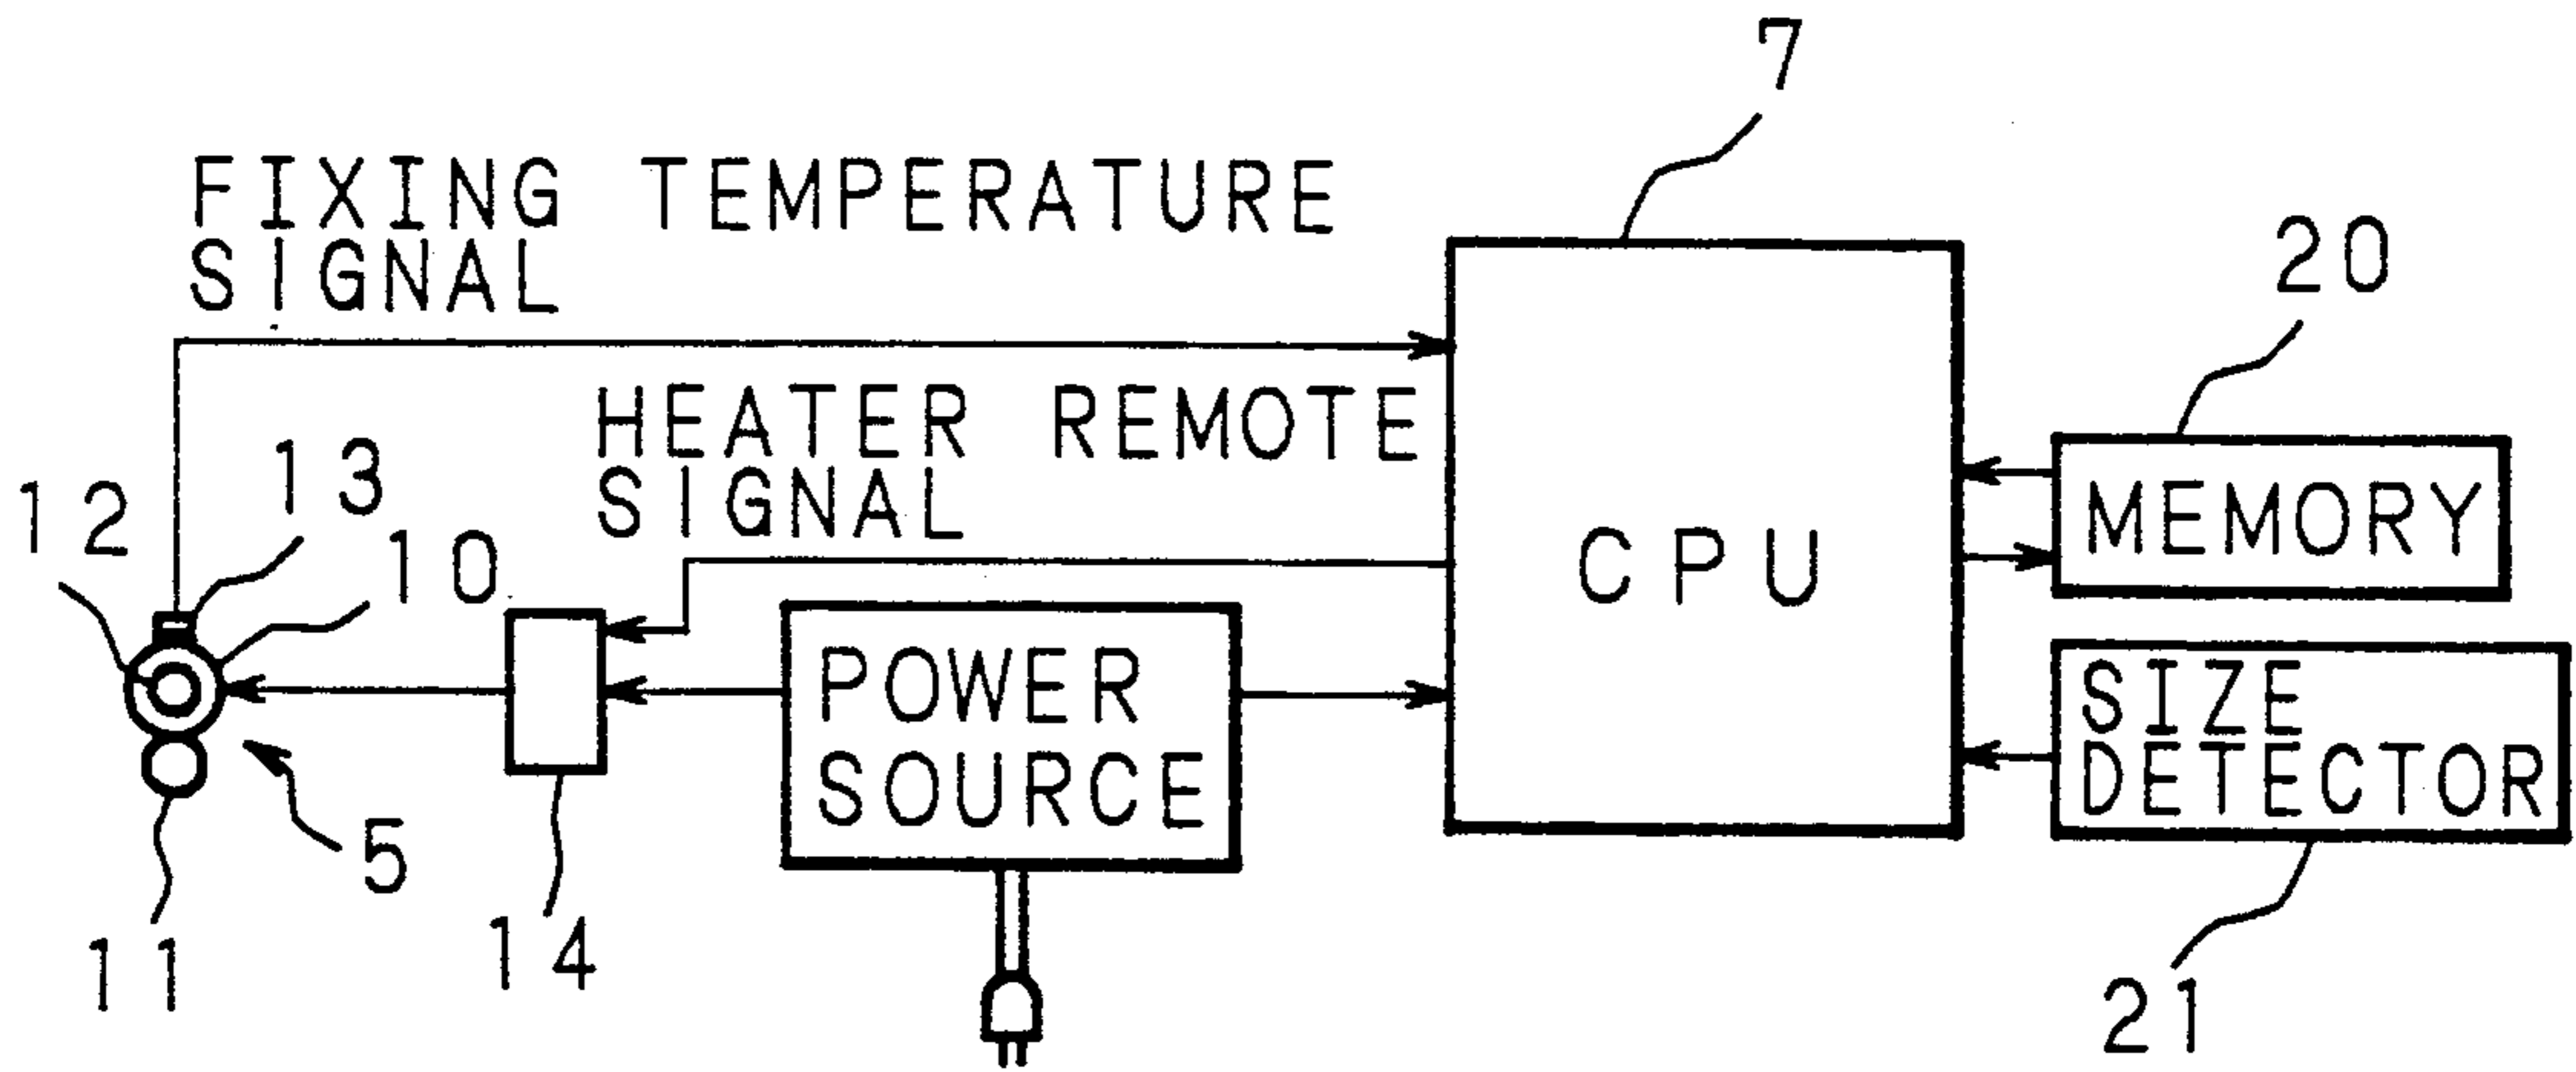 7
FIXING TEMPERATURE
SIGNAL
20
HEATER REMOTE
SIGNAL
13
12
10
CPU
MEMORY
POWER
SOURCE
SIZE
DETECTOR
5
14
11
21